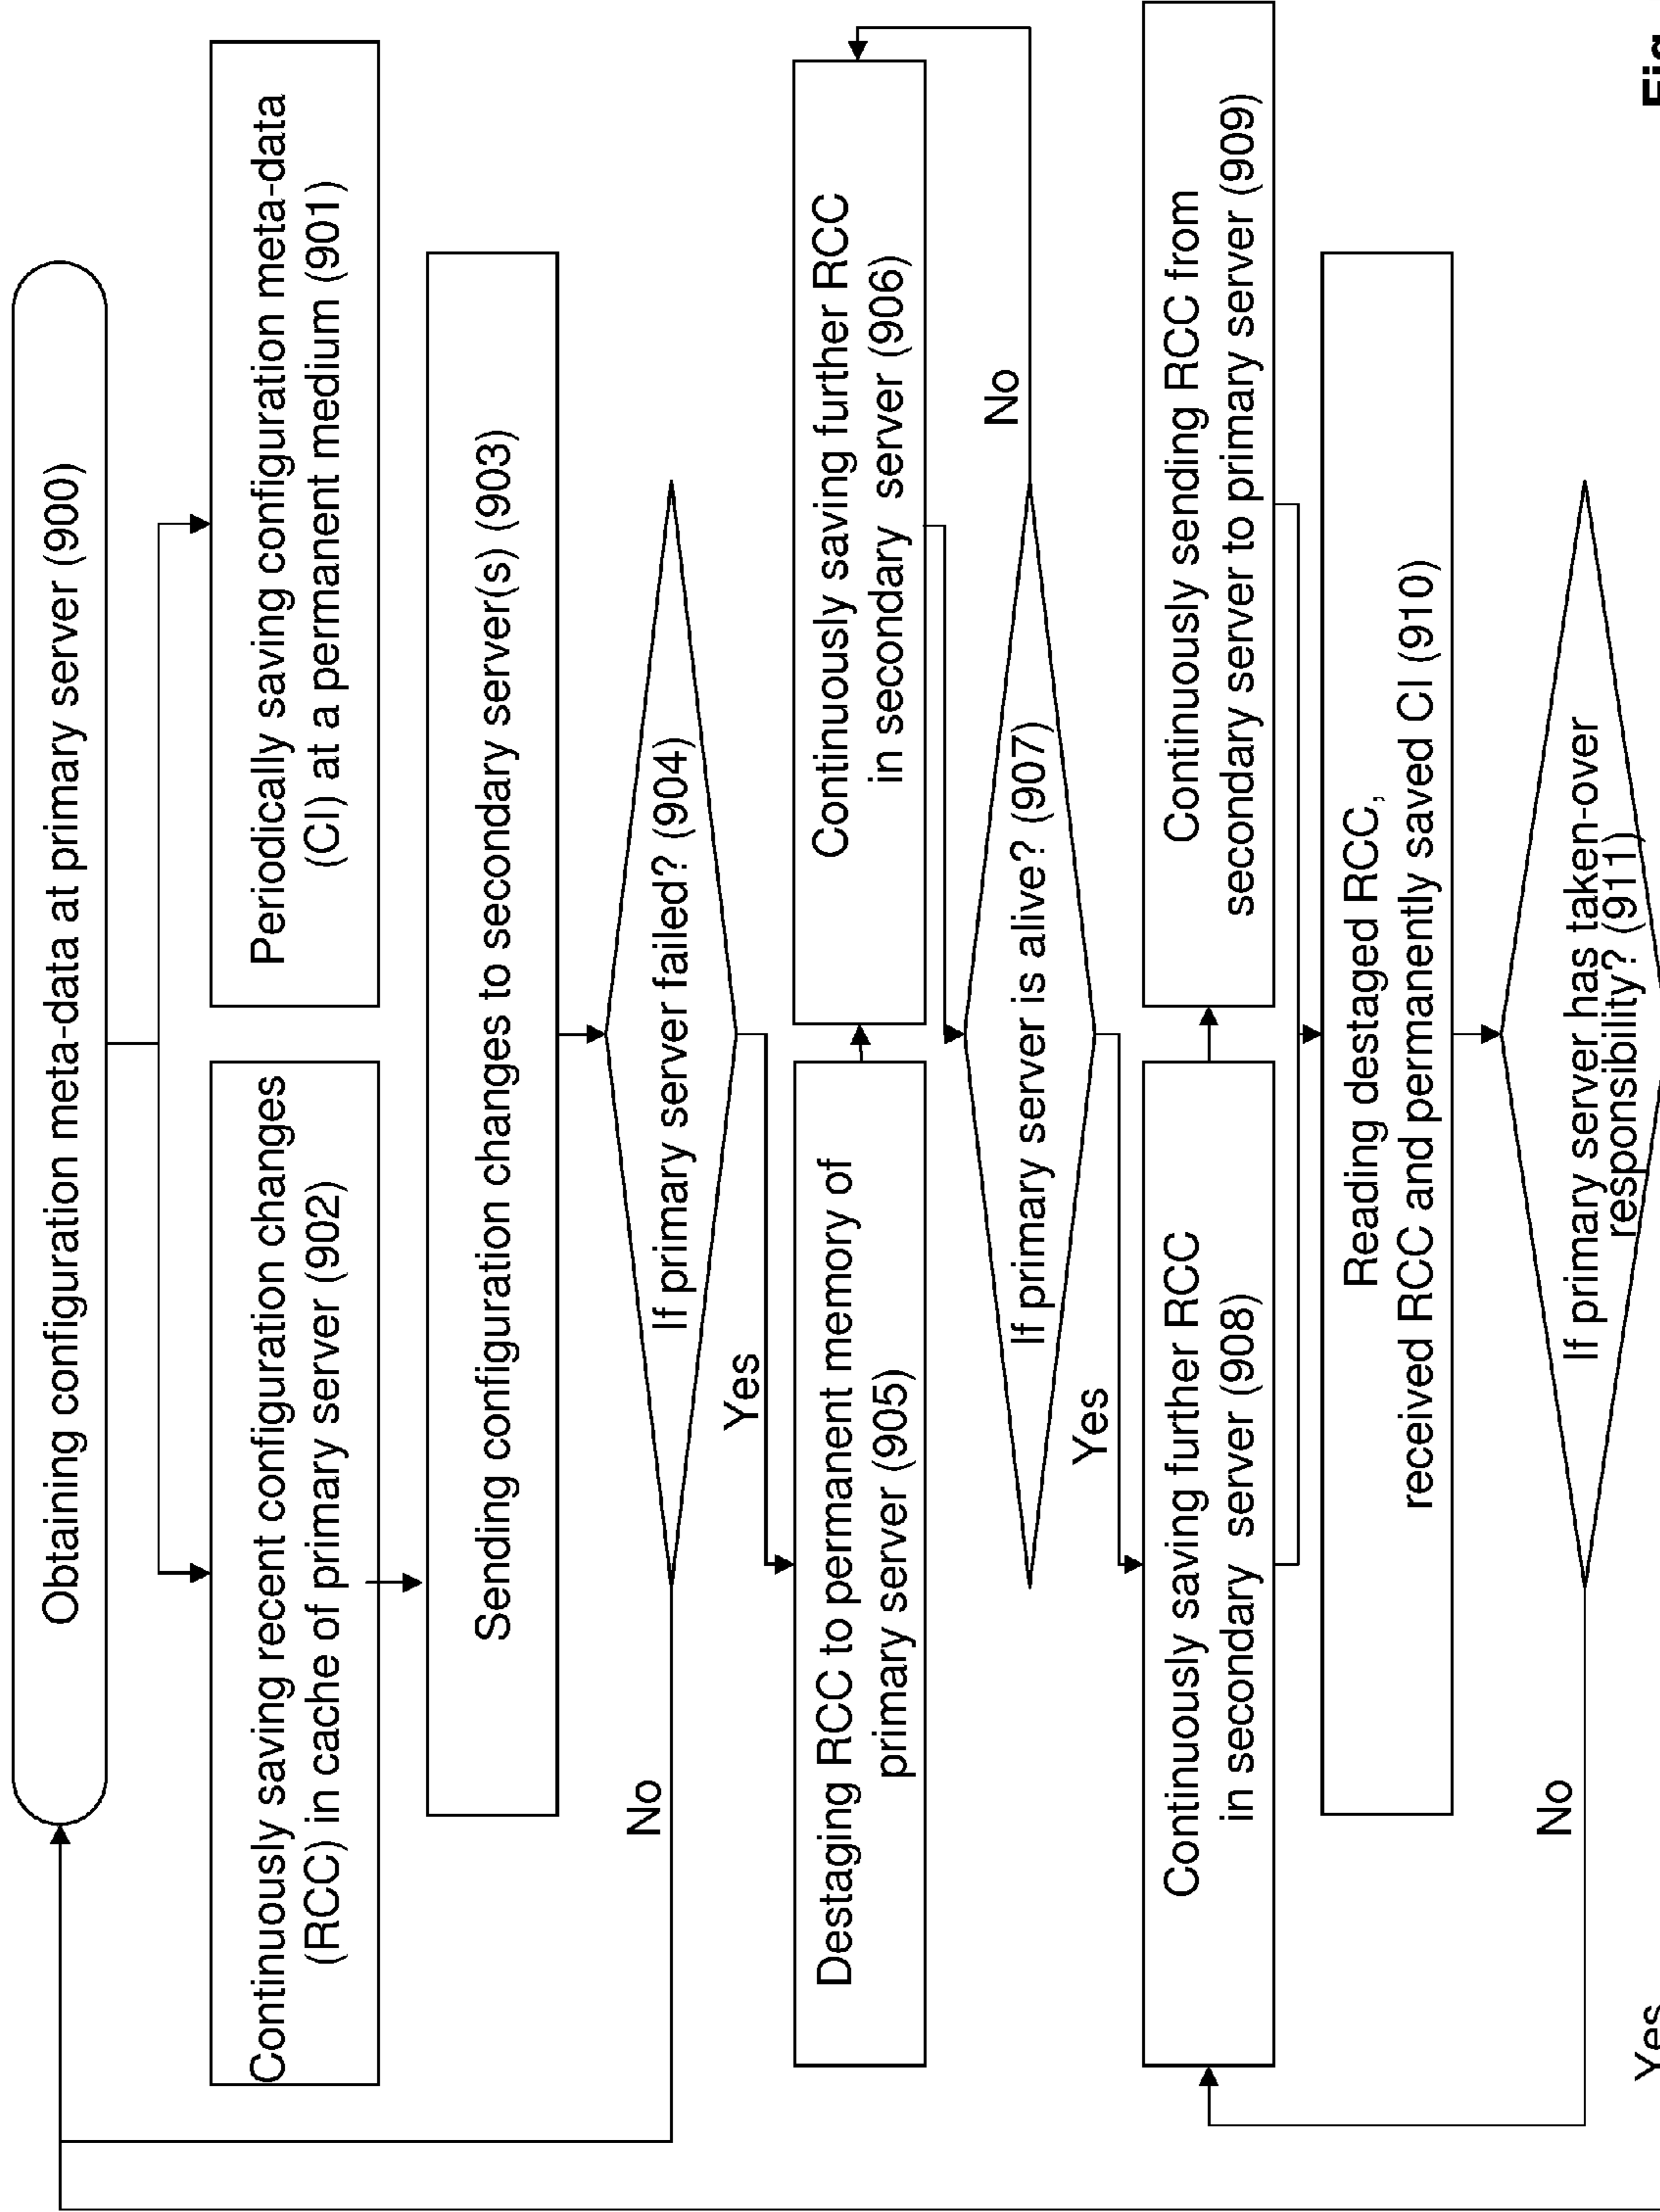 Obtaining configuration meta-data at primary server (900)
Continuously saving recent configuration changes
(RCC) in cache of primary server (902)
Periodically saving configuration meta-data
(CI) at a permanent medium (901)
Sending configuration changes to secondary server(s) (903)
If primary server failed? (904)
No
Yes
Destaging RCC to permanent memory of
primary server (905)
Continuously saving further RCC
in secondary server (906)
If primary server is alive? (907)
No
Yes
Continuously saving further RCC
in secondary server (908)
Continuously sending RCC from
secondary server to primary server (909)
Reading destaged RCC,
received RCC and permanently saved CI (910)
If primary server has taken-over
responsibility? (911)
No
Yes
Fig